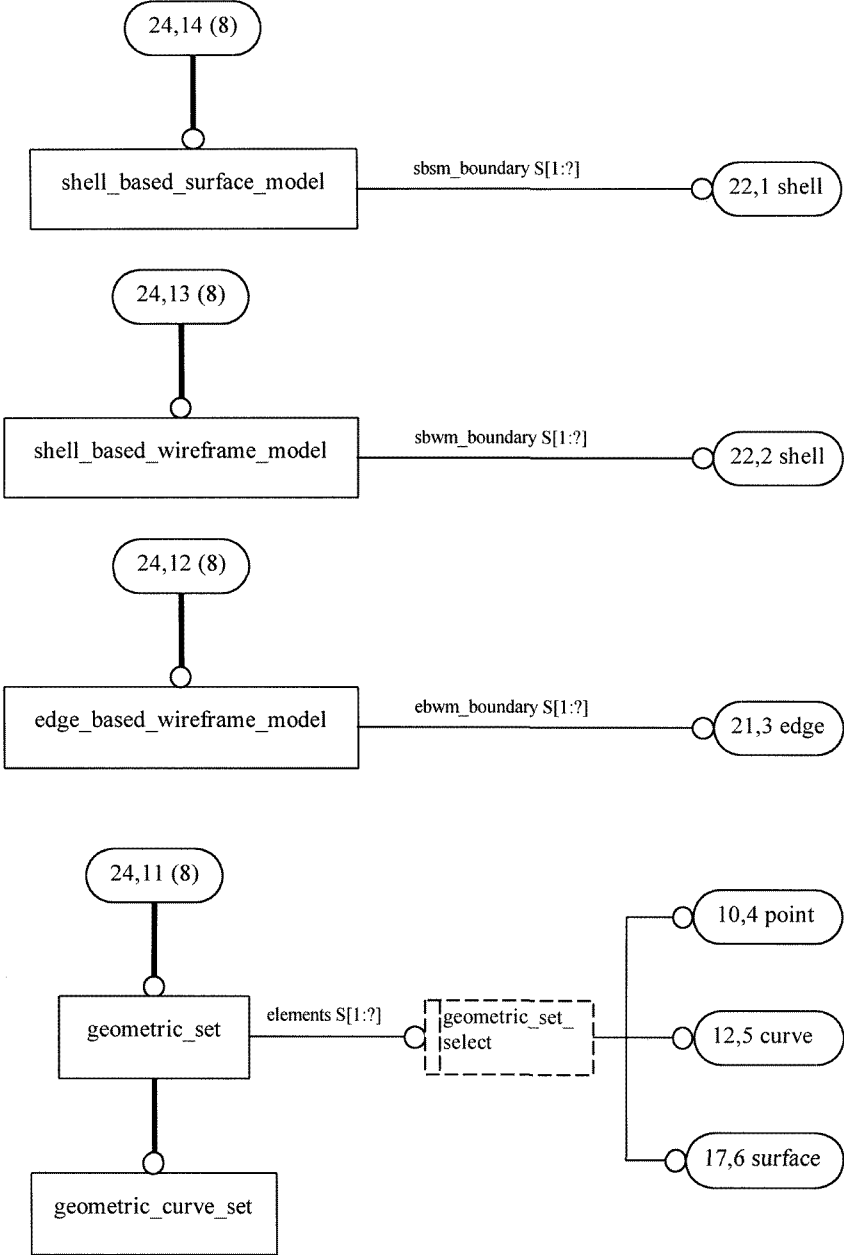 24,14 (8)
shell_based_surface_model
sbsm_boundary S[1:?]
22,1 shell
24,13 (8)
shell_based_wireframe_model
sbwm_boundary S[1:?]
22,2 shell
24,12 (8)
edge_based_wireframe_model
ebwm_boundary S[1:?]
21,3 edge
24,11 (8)
geometric_set
elements S[1:?]
geometric_set_
select
10,4 point
12,5 curve
17,6 surface
geometric_curve_set